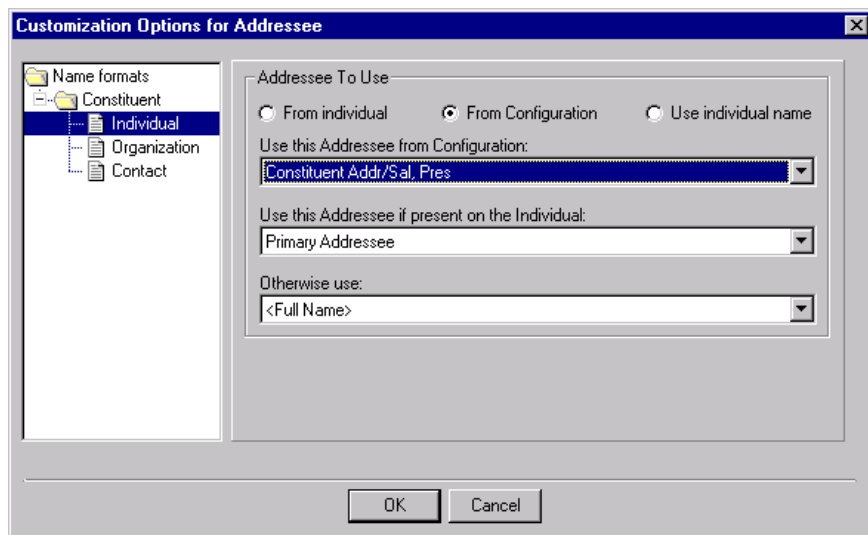 Customization Options for Addressee
Name formats
Constituent
Individual
Organization
Contact
Addressee To Use
From individual From Configuration Use individual name
Use this Addressee from Configuration:
Constituent Addr/Sal, Pres
Use this Addressee if present on the Individual:
Primary Addressee
Otherwise use:
<Full Name>
OK Cancel